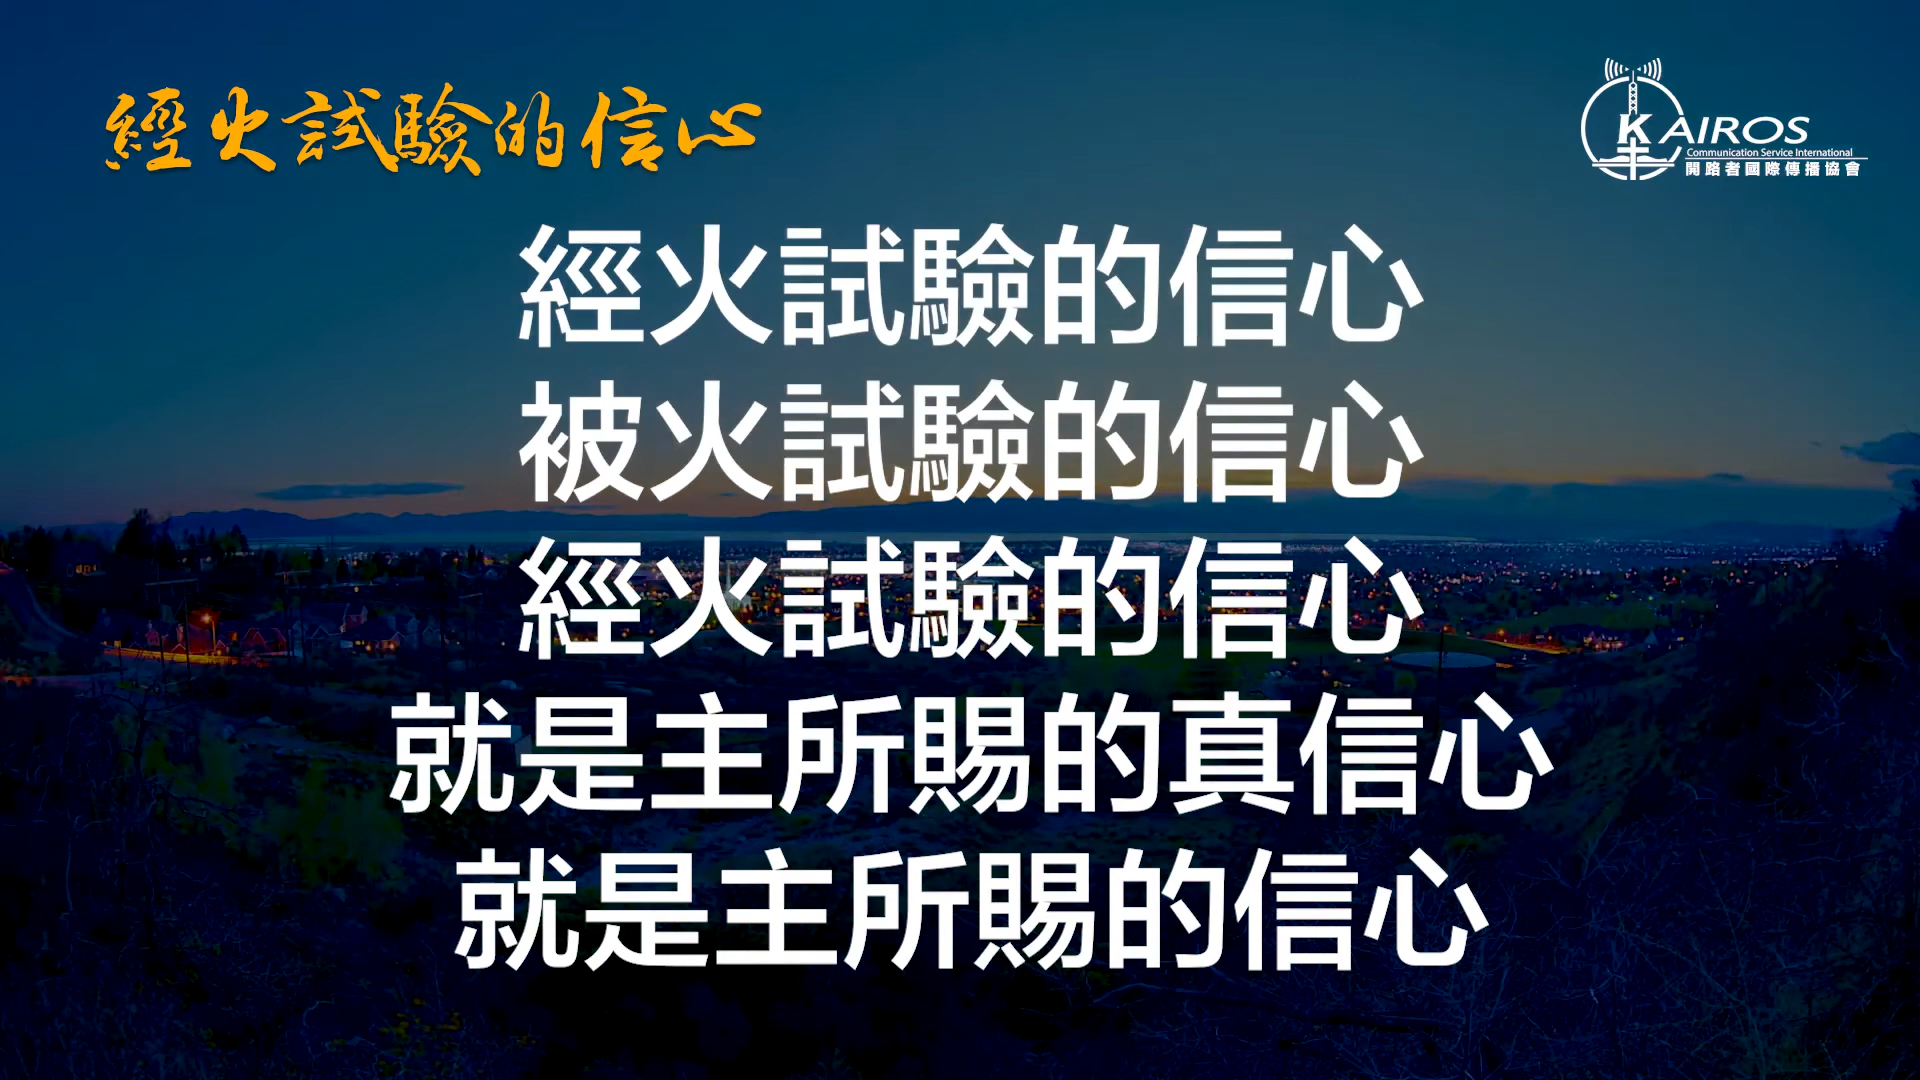 經火試驗的信心
KAIROS
Communication Service International
開路者國際傳播協會
經火試驗的信心
被火試驗的信心
經火試驗的信心
就是主所賜的真信心
就是主所賜的信心